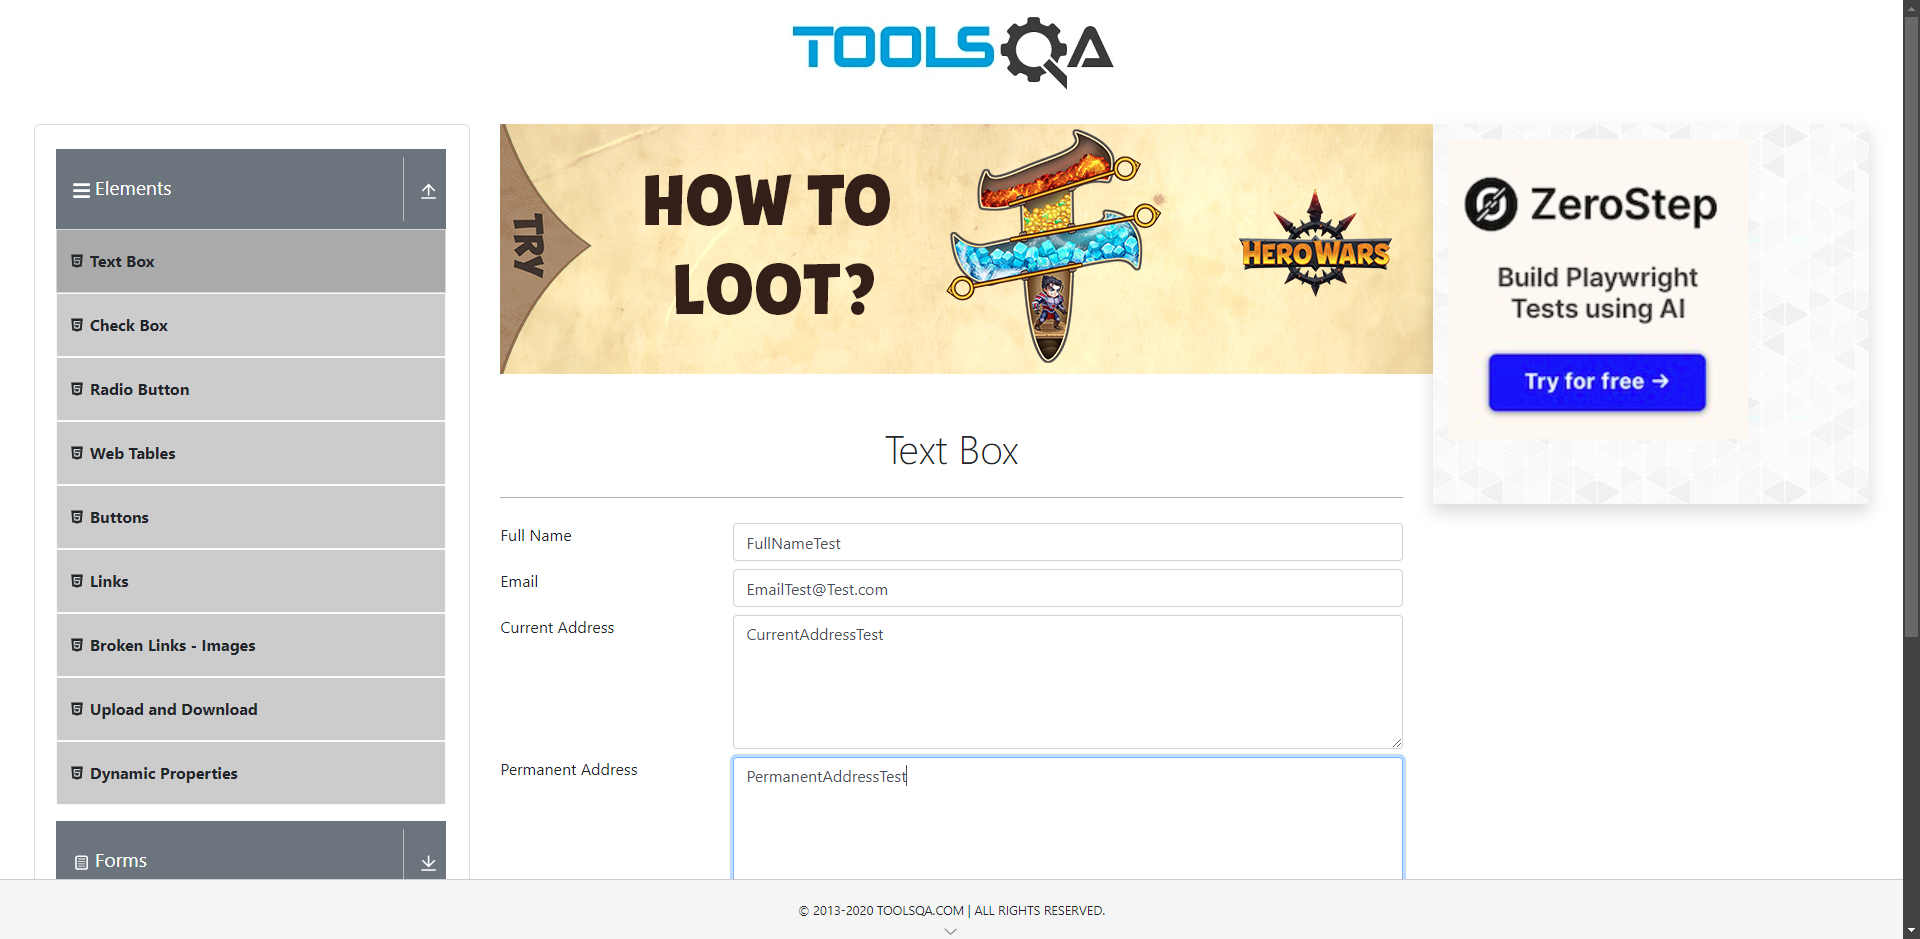 TOOLSQA
Elements
Text Box
Check Box
Radio Button
Web Tables
Buttons
Links
Broken Links - Images
Upload and Download
Dynamic Properties
Forms
TRY
HOW TO
LOOT?
HERO WARS
ZeroStep
Build Playwright
Tests using AI
Try for free →
Text Box
Full Name
FullNameTest
Email
EmailTest@Test.com
Current Address
CurrentAddressTest
Permanent Address
PermanentAddressTest
© 2013-2020 TOOLSQA.COM | ALL RIGHTS RESERVED.